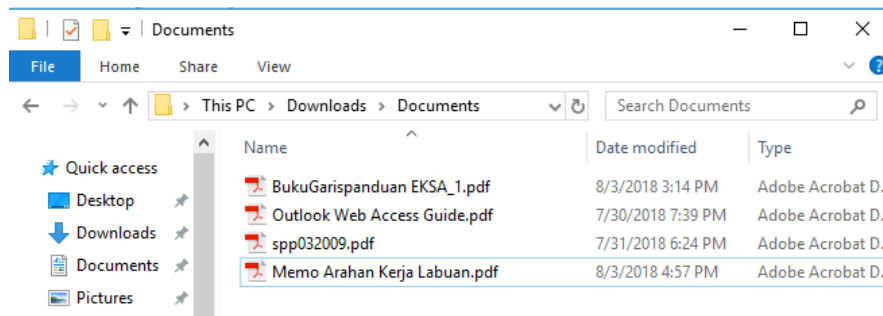 Documents
File Home Share View
This PC > Downloads > Documents Search Documents
Name Date modified Type
Quick access
BukuGarispanduan EKSA_1.pdf 8/3/2018 3:14 PM Adobe Acrobat D.
Desktop
Outlook Web Access Guide.pdf 7/30/2018 7:39 PM Adobe Acrobat D.
Downloads
spp032009.pdf 7/31/2018 6:24 PM Adobe Acrobat D.
Documents
Memo Arahan Kerja Labuan.pdf 8/3/2018 4:57 PM Adobe Acrobat D.
Pictures